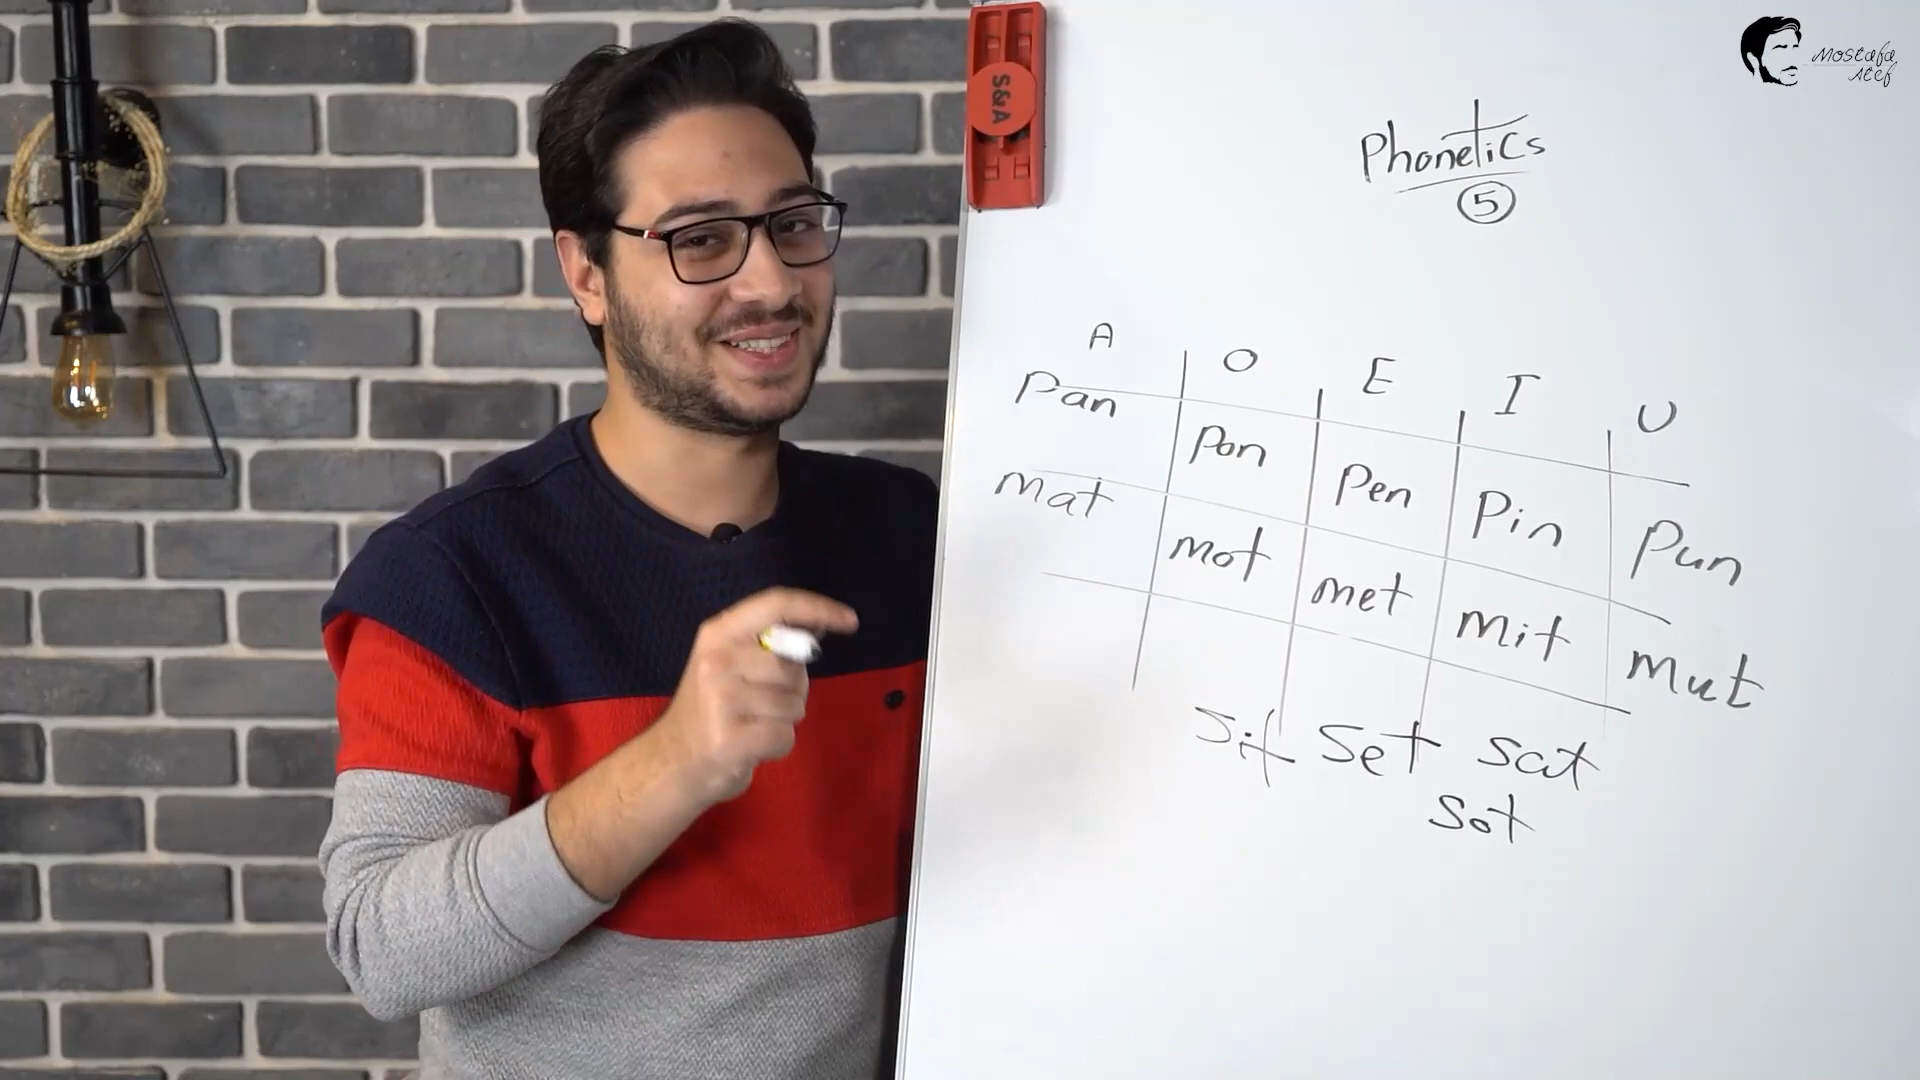 Mostafa
Atef
S&A
Phonetics
5
A O E I U
Pan Pon Pen Pin Pun
mat mot met mit mut
Sit Set Sat
Sot